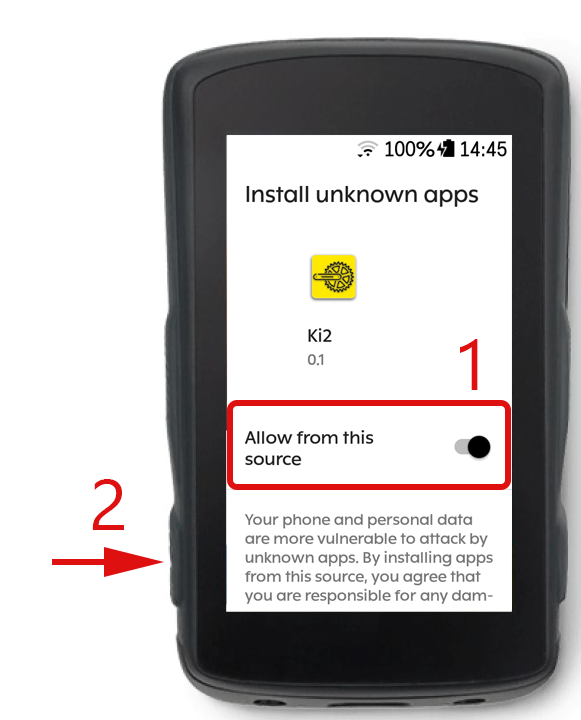 100% 14:45
Install unknown apps
Ki2
0.1
1
Allow from this
source
2
Your phone and personal data
are more vulnerable to attack by
unknown apps. By installing apps
from this source, you agree that
you are responsible for any dam-